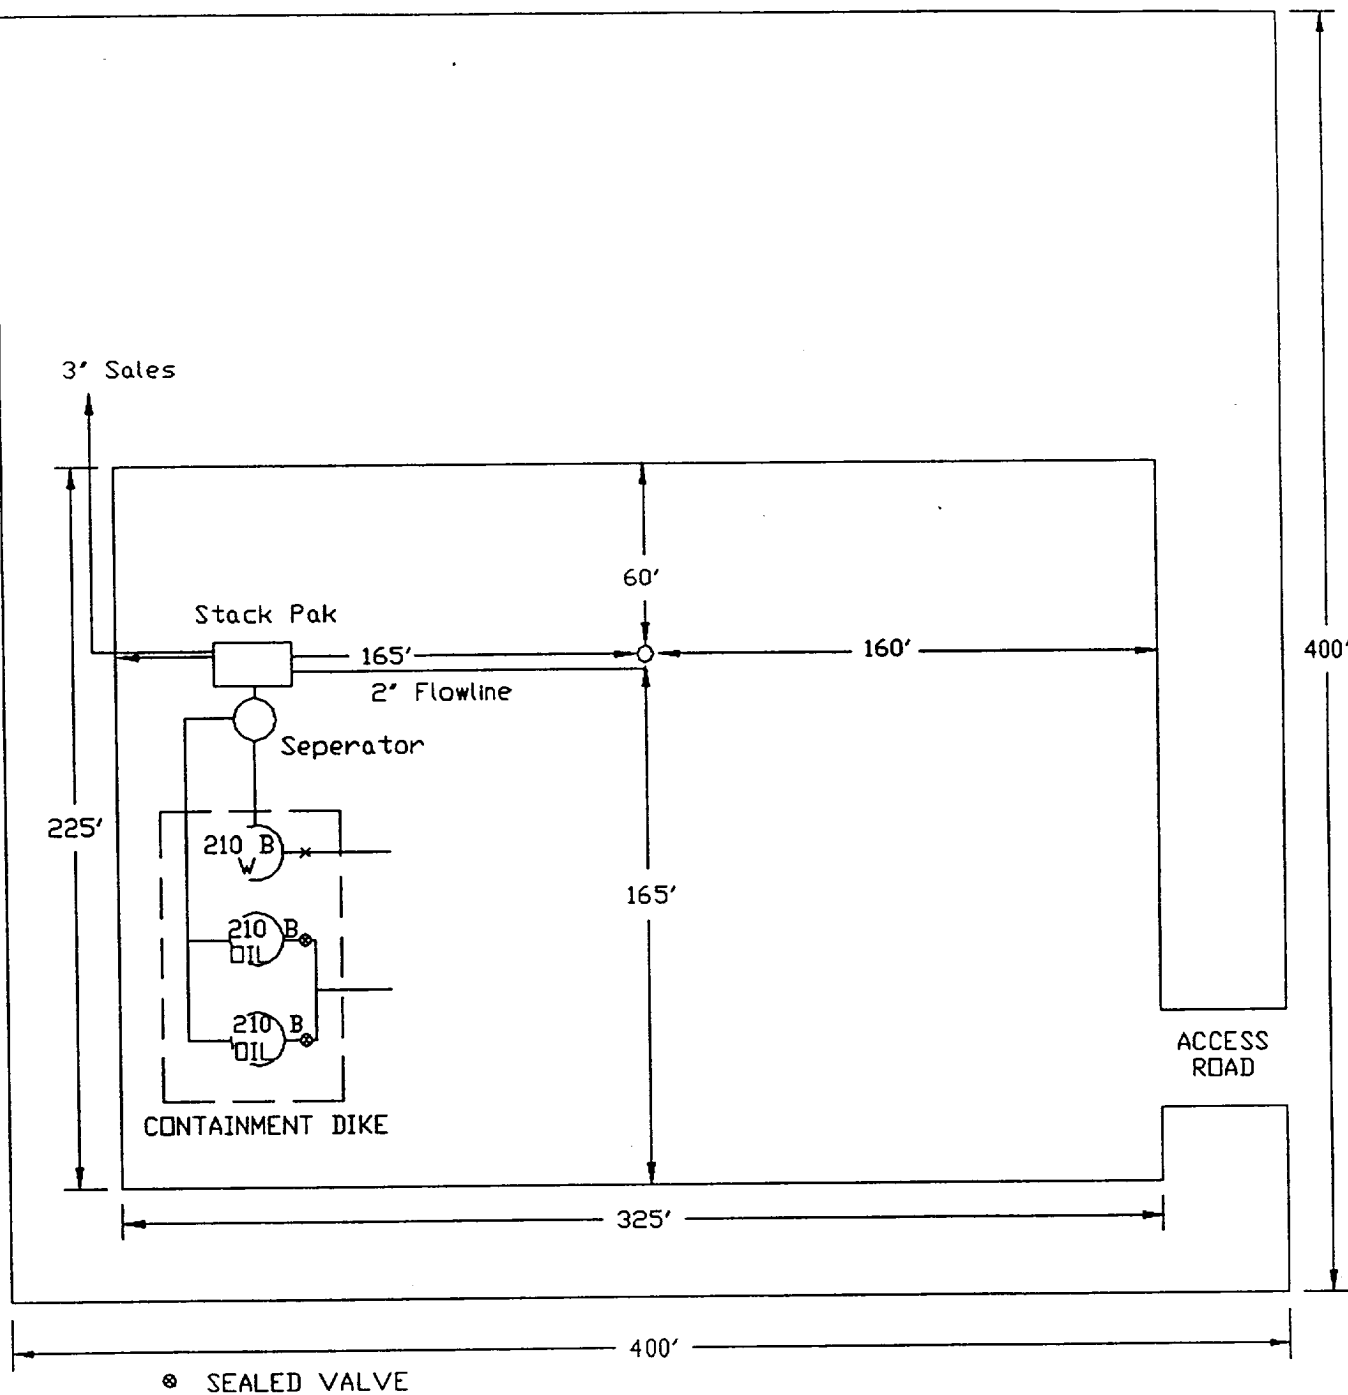 3" Sales
Stack Pak
60'
165'
160'
400'
2" Flowline
Seperator
225'
210 B
W
165'
210 B
OIL
210 B
OIL
ACCESS
ROAD
CONTAINMENT DIKE
325'
400'
⊗ SEALED VALVE